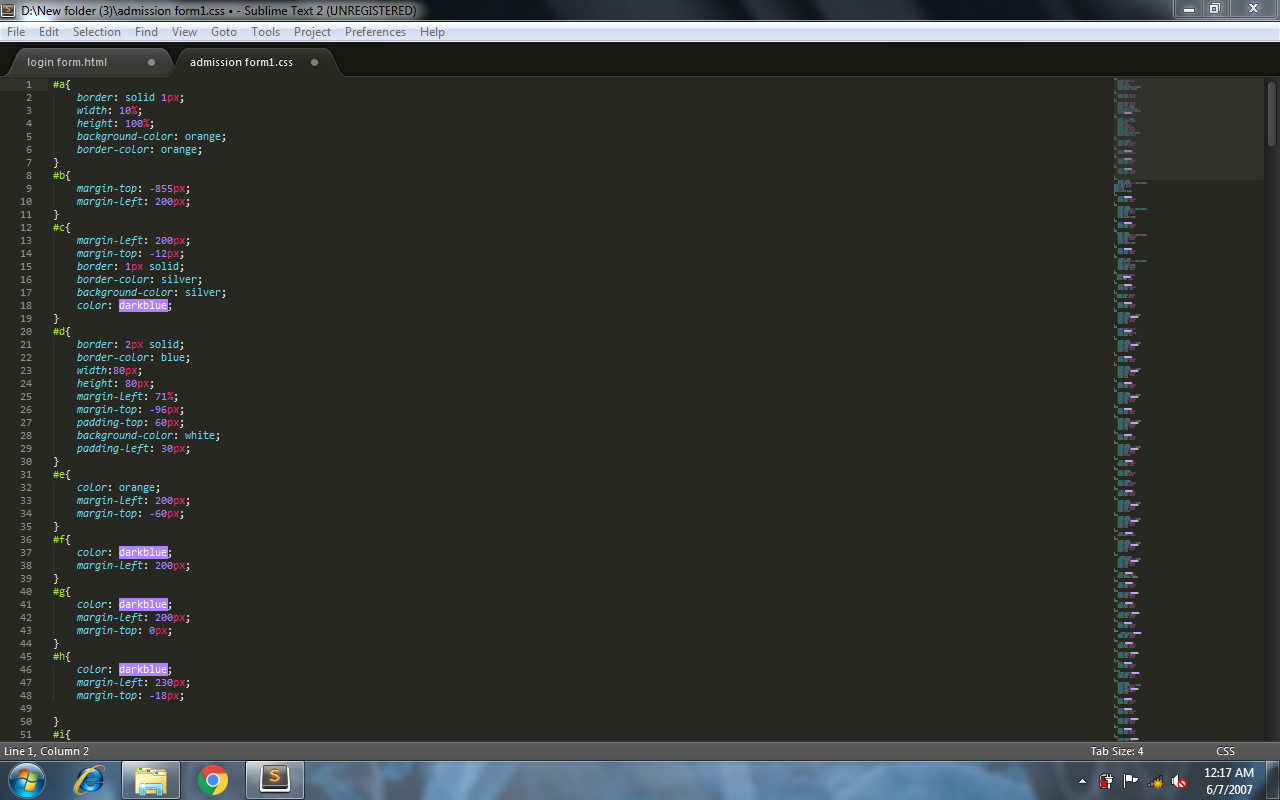 D:\New folder (3)\admission form1.css • - Sublime Text 2 (UNREGISTERED)
File Edit Selection Find View Goto Tools Project Preferences Help
login form.html admission form1.css
1 #a{
2 border: solid 1px;
3 width: 10%;
4 height: 100%;
5 background-color: orange;
6 border-color: orange;
7 }
8 #b{
9 margin-top: -855px;
10 margin-left: 200px;
11 }
12 #c{
13 margin-left: 200px;
14 margin-top: -12px;
15 border: 1px solid;
16 border-color: silver;
17 background-color: silver;
18 color: darkblue;
19 }
20 #d{
21 border: 2px solid;
22 border-color: blue;
23 width:80px;
24 height: 80px;
25 margin-left: 71%;
26 margin-top: -96px;
27 padding-top: 60px;
28 background-color: white;
29 padding-left: 30px;
30 }
31 #e{
32 color: orange;
33 margin-left: 200px;
34 margin-top: -60px;
35 }
36 #f{
37 color: darkblue;
38 margin-left: 200px;
39 }
40 #g{
41 color: darkblue;
42 margin-left: 200px;
43 margin-top: 0px;
44 }
45 #h{
46 color: darkblue;
47 margin-left: 230px;
48 margin-top: -18px;
49
50 }
51 #i{
Line 1, Column 2 Tab Size: 4 CSS
12:17 AM
6/7/2007